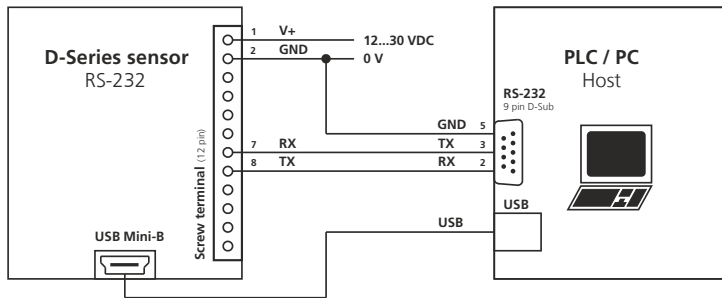 D-Series sensor
RS-232
Screw terminal (12 pin)
1 V+ 12...30 VDC
2 GND 0 V
7 RX
8 TX
USB Mini-B
PLC / PC
Host
RS-232
9 pin D-Sub
GND 5
TX 3
RX 2
USB
USB